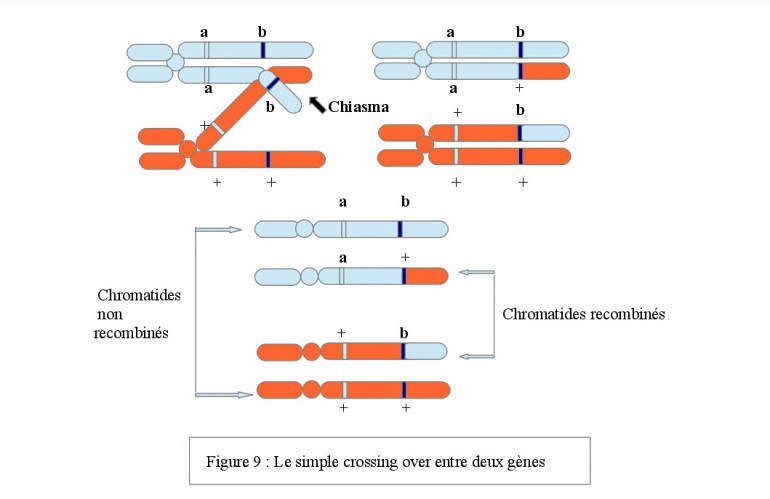 a b
a b
a
b
Chiasma
a +
+
+ b
+ +
+ +
a b
a +
Chromatides
non
recombinés
Chromatides recombinés
+ b
+ +
Figure 9 : Le simple crossing over entre deux gènes